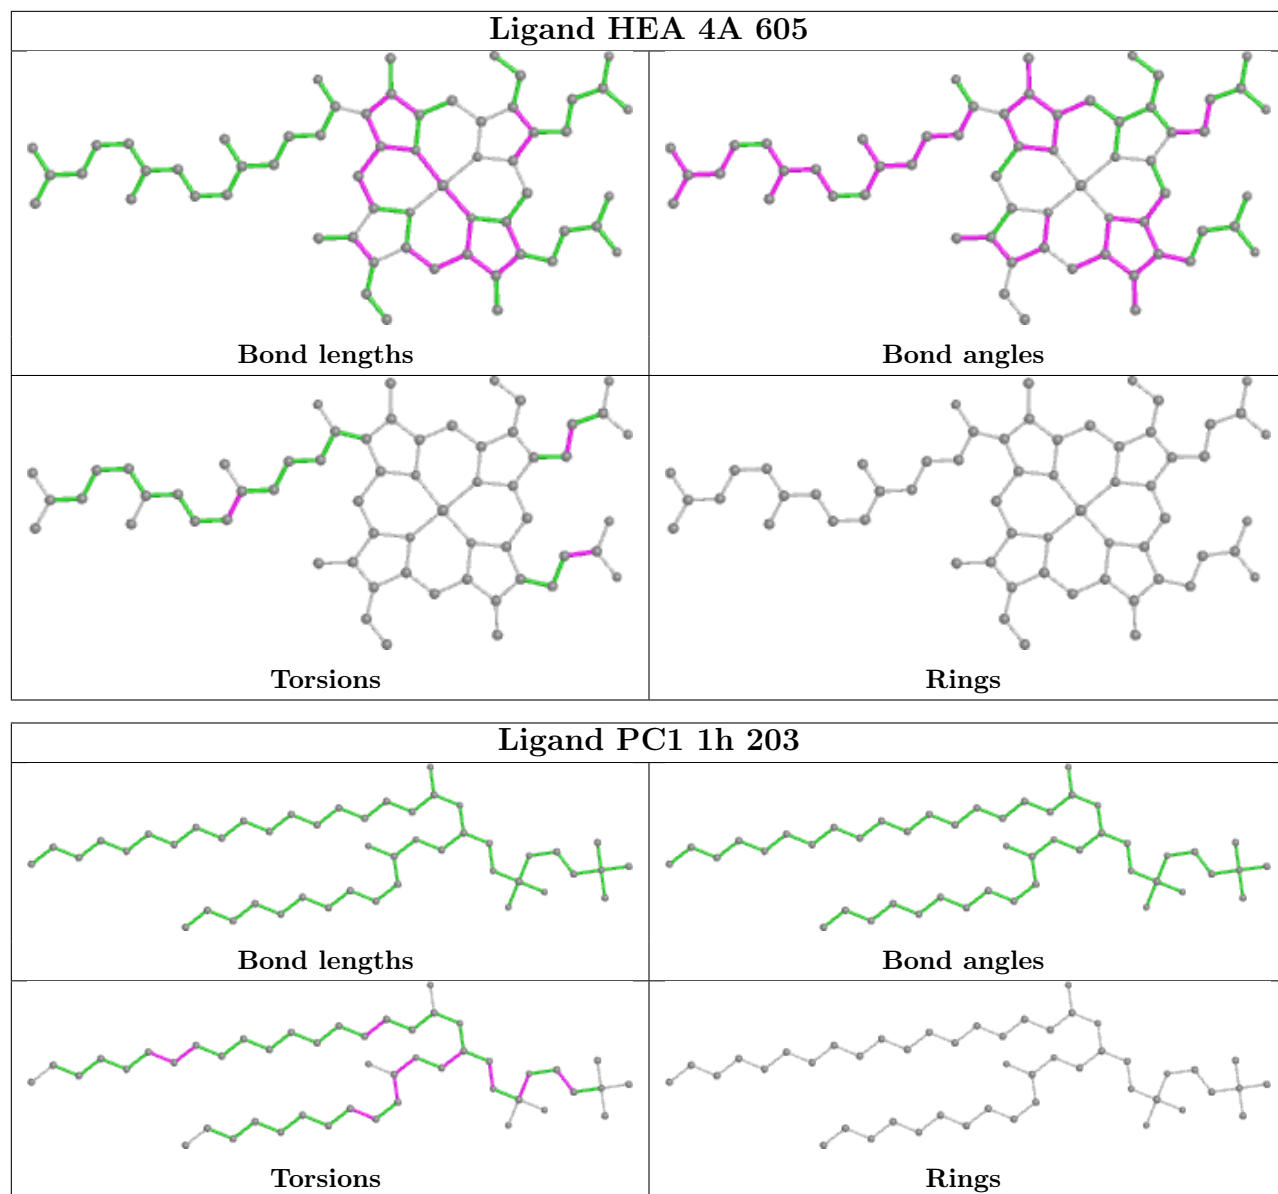 Ligand HEA 4A 605
Bond lengths
Bond angles
Torsions
Rings
Ligand PC1 1h 203
Bond lengths
Bond angles
Torsions
Rings